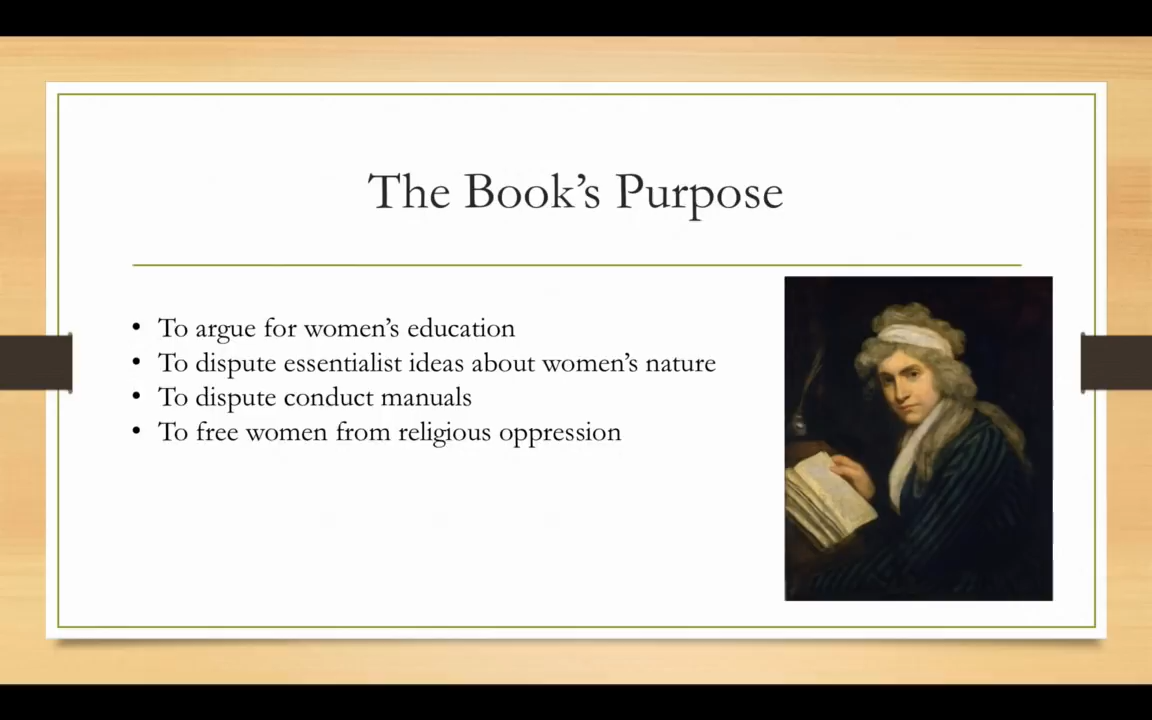 The Book’s Purpose
• To argue for women’s education
• To dispute essentialist ideas about women’s nature
• To dispute conduct manuals
• To free women from religious oppression